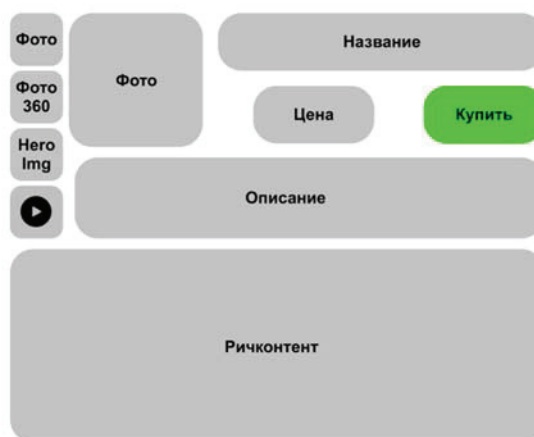 Фото
Фото
360
Hero
Img
Фото
Название
Цена
Купить
Описание
Ричконтент